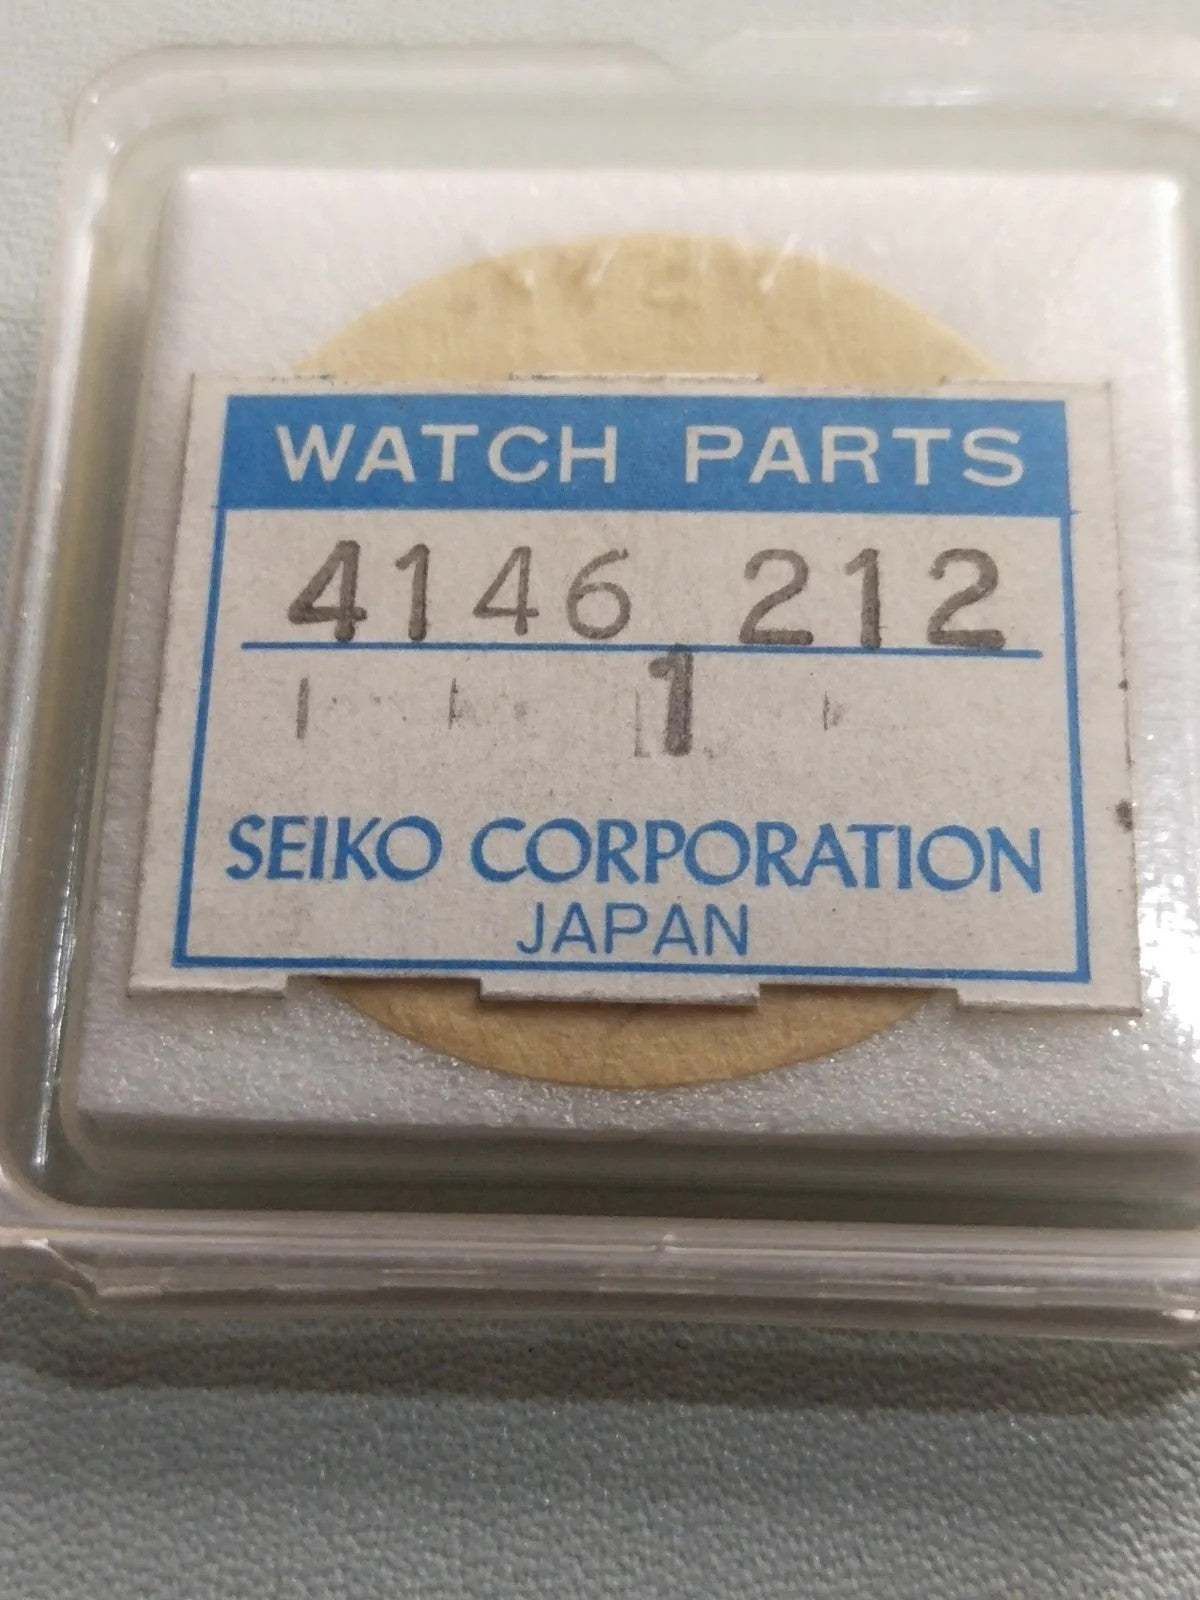 WATCH PARTS
4146 212
1
SEIKO CORPORATION
JAPAN